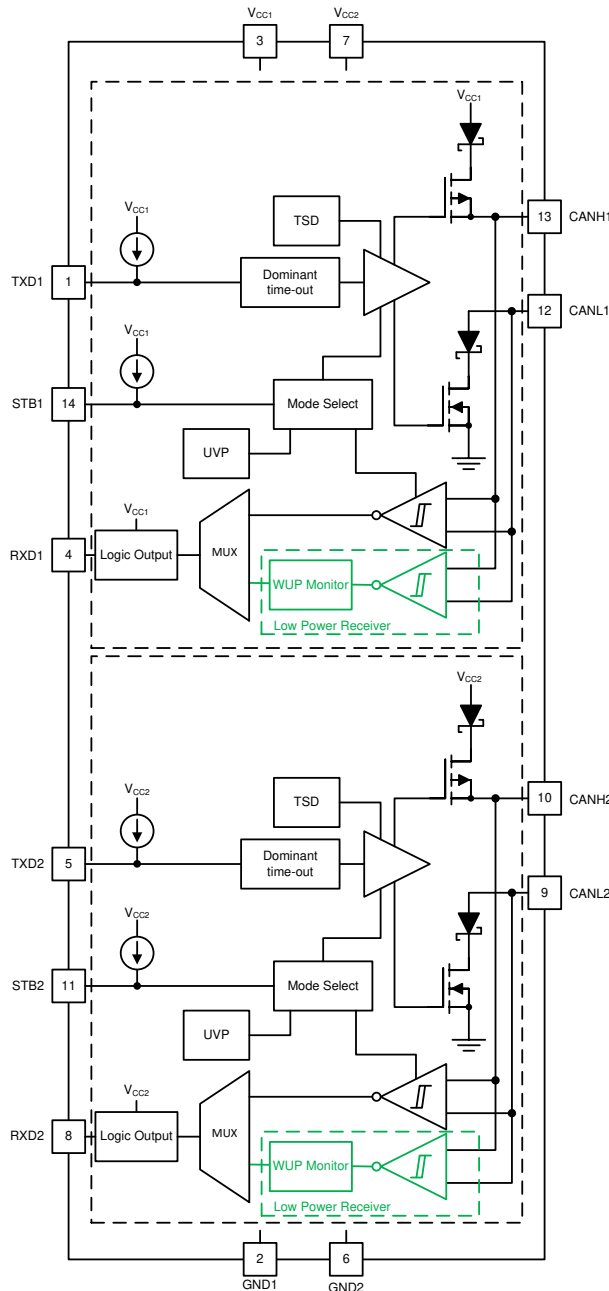 VCC1 VCC2
3 7
VCC1
TSD
13 CANH1
VCC1
TXD1 1
Dominant
time-out
12 CANL1
VCC1
STB1 14
Mode Select
UVP
VCC1
RXD1 4
Logic Output
MUX
WUP Monitor
Low Power Receiver
VCC2
TSD
10 CANH2
VCC2
TXD2 5
Dominant
time-out
9 CANL2
VCC2
STB2 11
Mode Select
UVP
VCC2
RXD2 8
Logic Output
MUX
WUP Monitor
Low Power Receiver
2 6
GND1 GND2